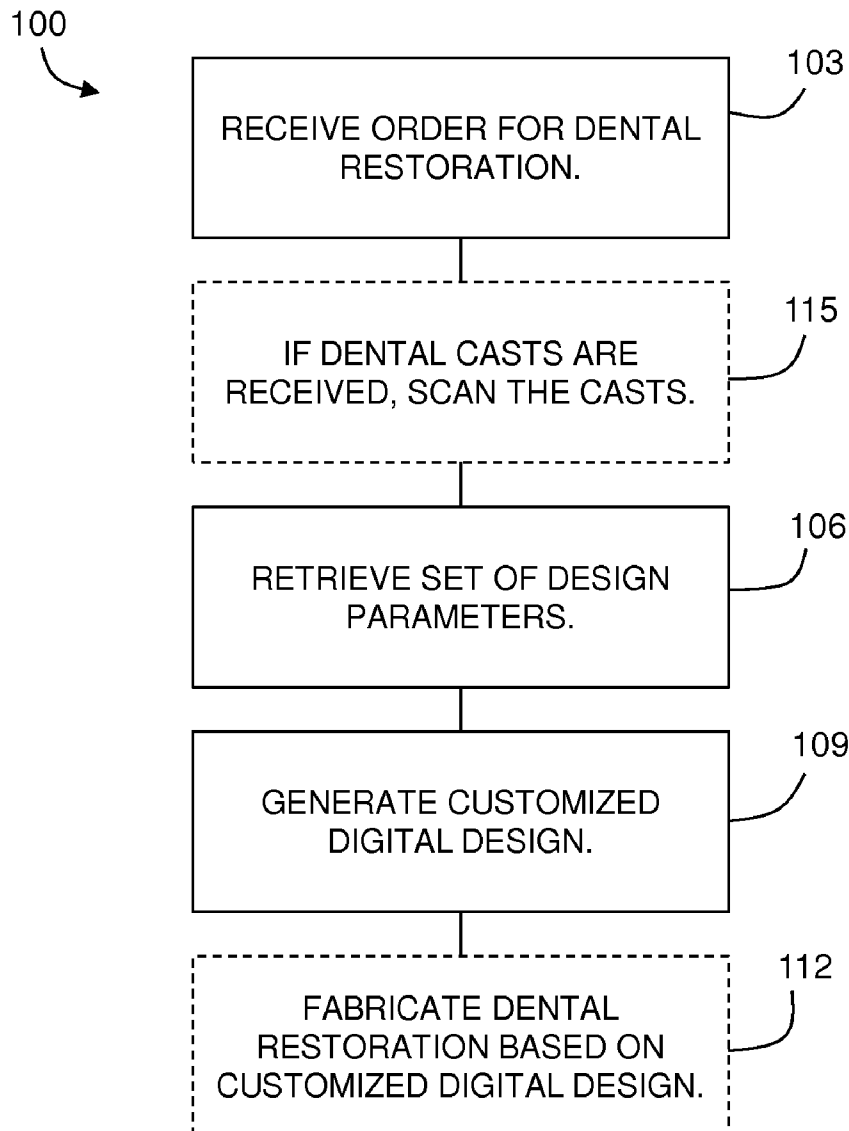 100
103
RECEIVE ORDER FOR DENTAL
RESTORATION.
115
IF DENTAL CASTS ARE
RECEIVED, SCAN THE CASTS.
106
RETRIEVE SET OF DESIGN
PARAMETERS.
109
GENERATE CUSTOMIZED
DIGITAL DESIGN.
112
FABRICATE DENTAL
RESTORATION BASED ON
CUSTOMIZED DIGITAL DESIGN.